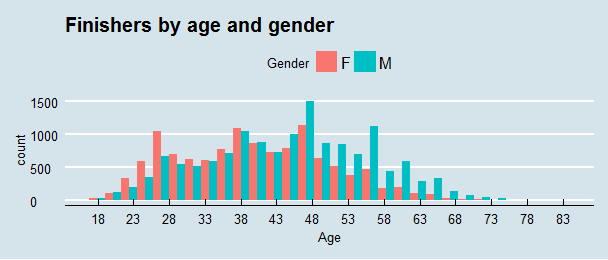 Finishers by age and gender
Gender F M
1500
1000
500
0
count
18 23 28 33 38 43 48 53 58 63 68 73 78 83
Age